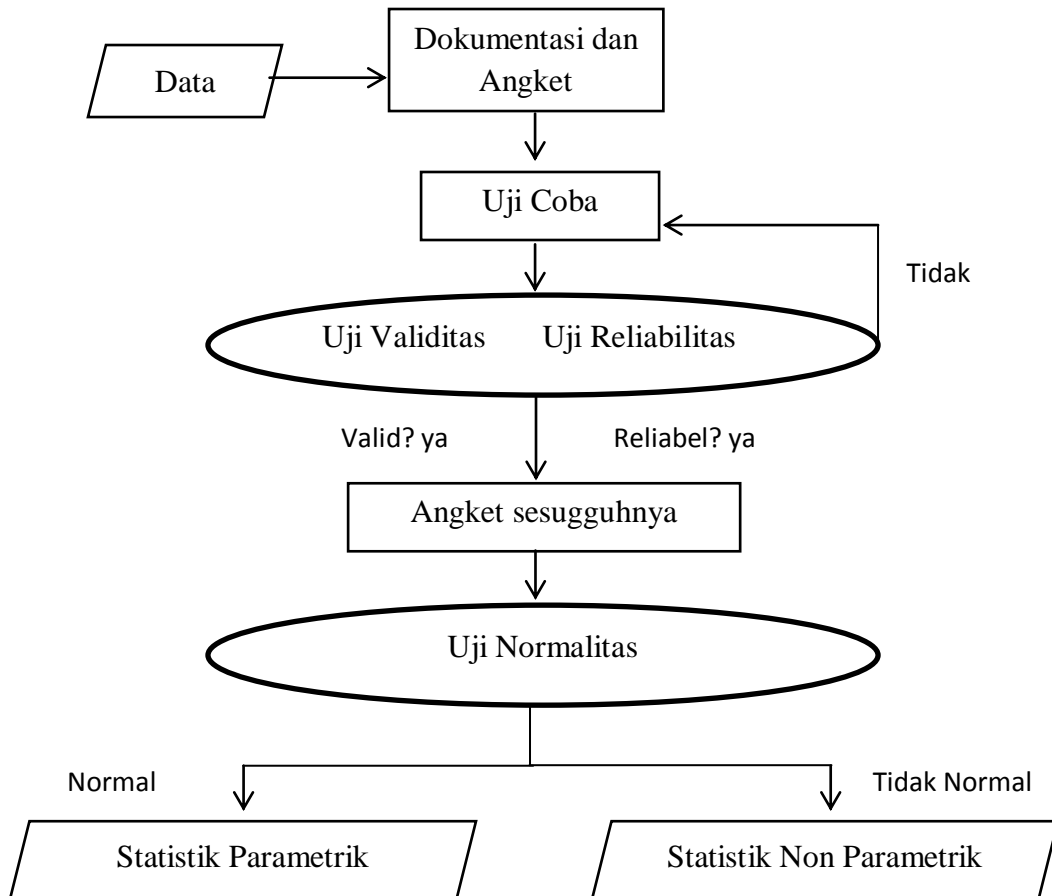 Dokumentasi dan
Angket
Data
Uji Coba
Tidak
Uji Validitas Uji Reliabilitas
Valid? ya Reliabel? ya
Angket sesugguhnya
Uji Normalitas
Normal Tidak Normal
Statistik Parametrik Statistik Non Parametrik